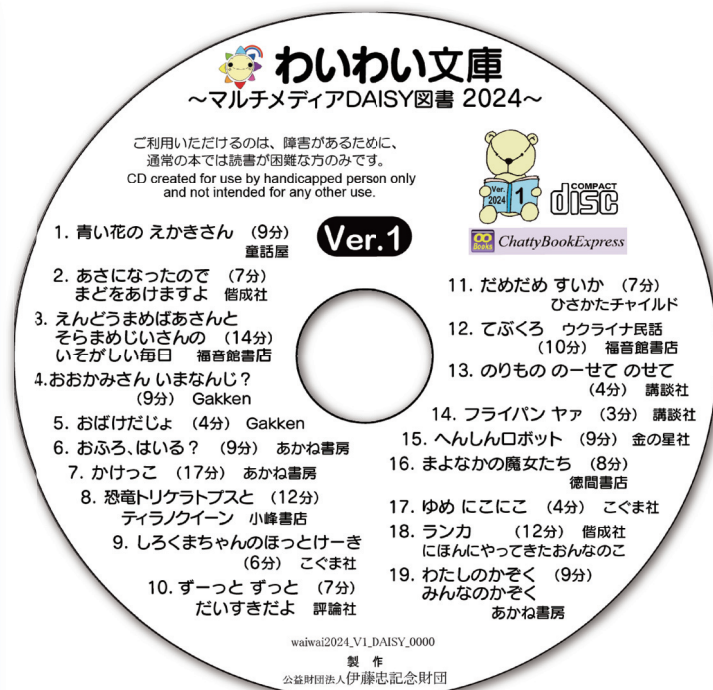 わいわい文庫
～マルチメディアDAISY図書 2024～
ご利用いただけるのは、障害があるために、
通常の本では読書が困難な方のみです。
CD created for use by handicapped person only
and not intended for any other use.
Ver.
2024
1
COMPACT
disc
Ver.1
Books
ChattyBookExpress
1. 青い花の えかきさん （9分）
童話屋
2. あさになったので （7分）
まどをあけますよ 偕成社
3. えんどうまめばあさんと
そらまめじいさんの （14分）
いそがしい毎日 福音館書店
4.おおかみさん いまなんじ？
（9分） Gakken
5. おばけだじょ （4分） Gakken
6. おふろ、はいる？ （9分） あかね書房
7. かけっこ （17分） あかね書房
8. 恐竜トリケラトプスと （12分）
ティラノクイーン 小峰書店
9. しろくまちゃんのほっとけーき
（6分） こぐま社
10. ずーっと ずっと （7分）
だいすきだよ 評論社
11. だめだめ すいか （7分）
ひさかたチャイルド
12. てぶくろ ウクライナ民話
（10分） 福音館書店
13. のりもの のーせて のせて
（4分） 講談社
14. フライパン ヤァ （3分） 講談社
15. へんしんロボット （9分） 金の星社
16. まよなかの魔女たち （8分）
徳間書店
17. ゆめ にこにこ （4分） こぐま社
18. ランカ （12分） 偕成社
にほんにやってきたおんなのこ
19. わたしのかぞく （9分）
みんなのかぞく
あかね書房
waiwai2024_V1_DAISY_0000
製 作
公益財団法人伊藤忠記念財団